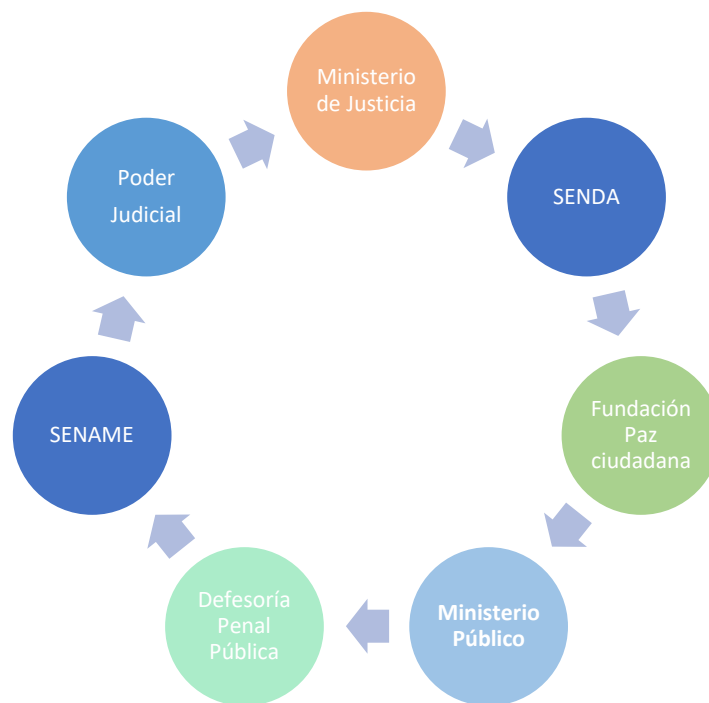 Ministerio
de Justicia
SENDA
Fundación
Paz
ciudadana
Ministerio
Público
Defesoría
Penal
Pública
SENAME
Poder
Judicial